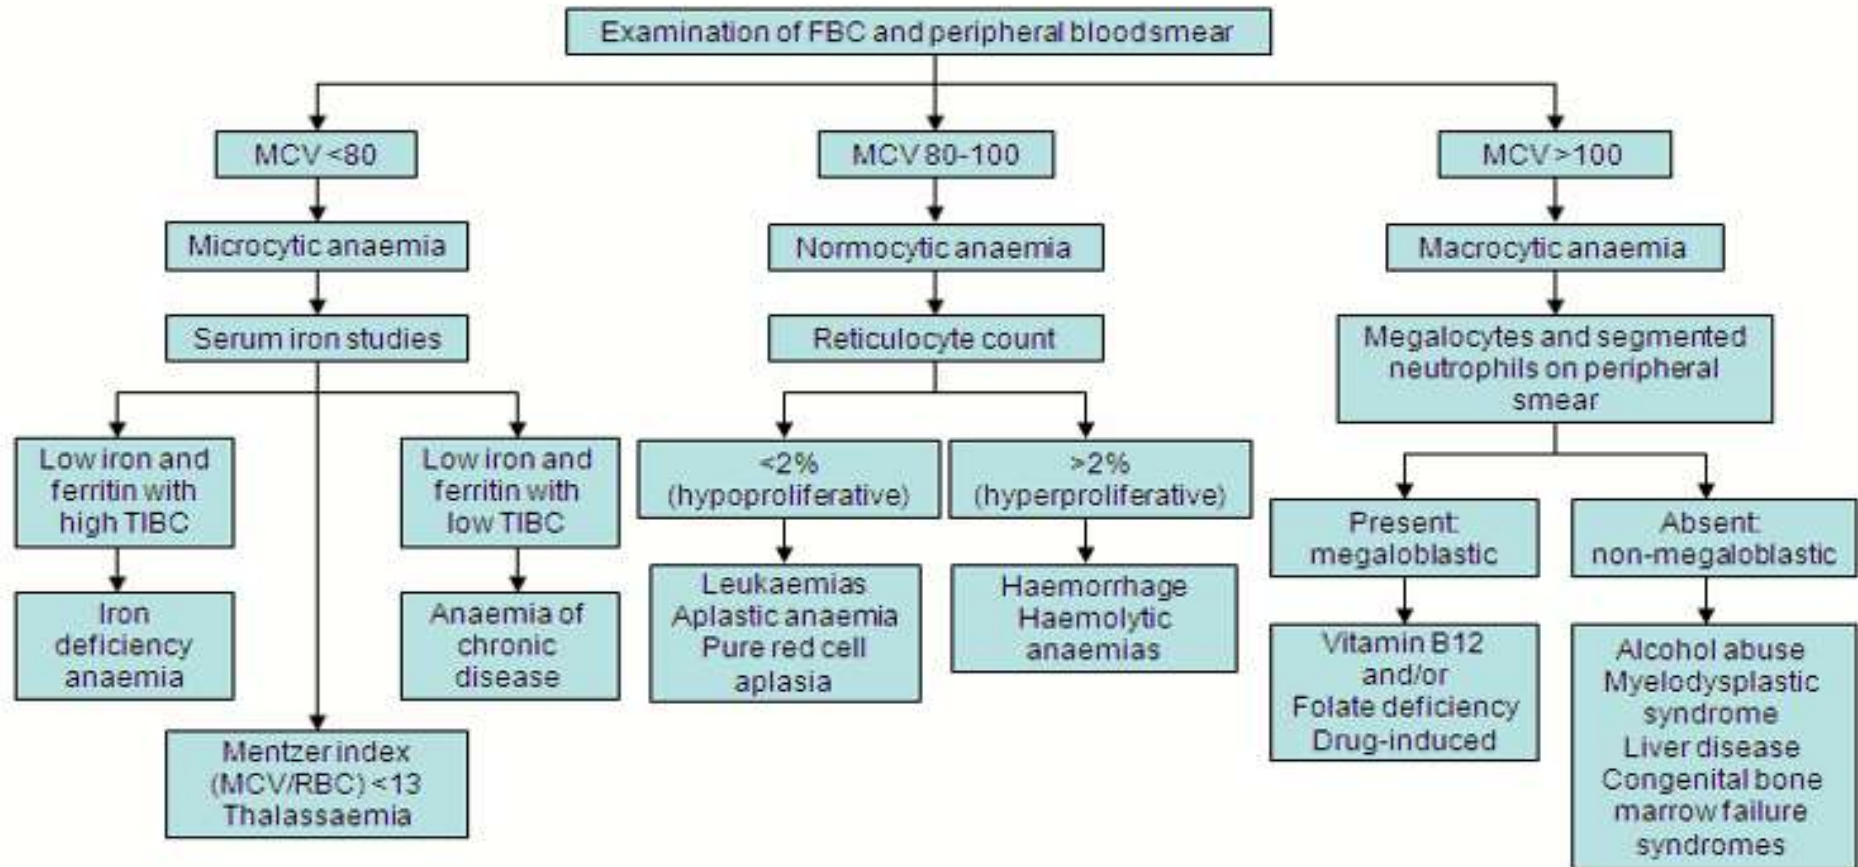 Examination of FBC and peripheral blood smear
MCV <80
MCV 80-100
MCV >100
Microcytic anaemia
Normocytic anaemia
Macrocytic anaemia
Serum iron studies
Reticulocyte count
Megalocytes and segmented
neutrophils on peripheral
smear
Low iron and
ferritin with
high TIBC
Low iron and
ferritin with
low TIBC
<2%
(hypoproliferative)
>2%
(hyperproliferative)
Present:
megaloblastic
Absent:
non-megaloblastic
Iron
deficiency
anaemia
Anaemia of
chronic
disease
Leukaemias
Aplastic anaemia
Pure red cell
aplasia
Haemorrhage
Haemolytic
anaemias
Vitamin B12
and/or
Folate deficiency
Drug-induced
Alcohol abuse
Myelodysplastic
syndrome
Liver disease
Congenital bone
marrow failure
syndromes
Mentzer index
(MCV/RBC) <13
Thalassaemia